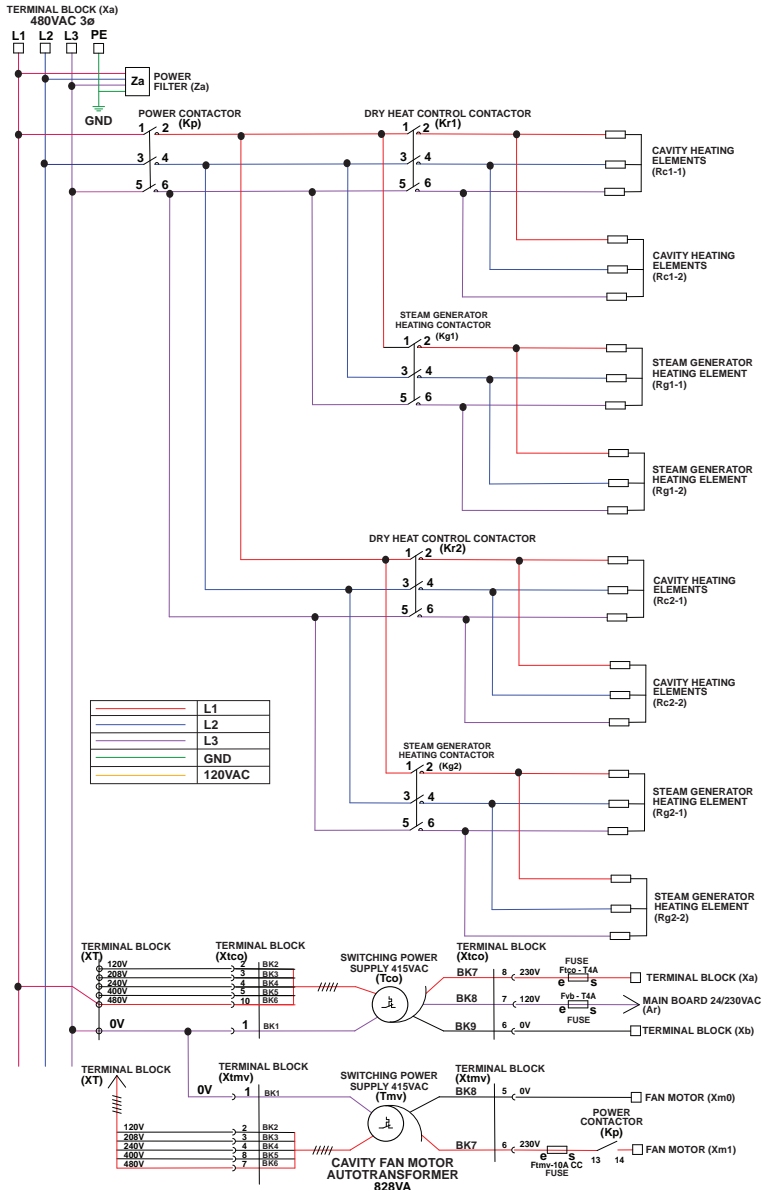 TERMINAL BLOCK (Xa)
480VAC 3ø
L1 L2 L3 PE
Za
POWER
FILTER (Za)
GND
POWER CONTACTOR
(Kp)
1 2
3 4
5 6
DRY HEAT CONTROL CONTACTOR
(Kr1)
1 2
3 4
5 6
CAVITY HEATING
ELEMENTS
(Rc1-1)
CAVITY HEATING
ELEMENTS
(Rc1-2)
STEAM GENERATOR
HEATING CONTACTOR
(Kg1)
1 2
3 4
5 6
STEAM GENERATOR
HEATING ELEMENT
(Rg1-1)
STEAM GENERATOR
HEATING ELEMENT
(Rg1-2)
DRY HEAT CONTROL CONTACTOR
(Kr2)
1 2
3 4
5 6
CAVITY HEATING
ELEMENTS
(Rc2-1)
CAVITY HEATING
ELEMENTS
(Rc2-2)
L1
L2
L3
GND
120VAC
STEAM GENERATOR
HEATING CONTACTOR
(Kg2)
1 2
3 4
5 6
STEAM GENERATOR
HEATING ELEMENT
(Rg2-1)
STEAM GENERATOR
HEATING ELEMENT
(Rg2-2)
TERMINAL BLOCK
(XT)
120V
208V
240V
400V
480V
0V
TERMINAL BLOCK
(Xtco)
2 BK2
3 BK3
4 BK4
5 BK5
10 BK6
1 BK1
SWITCHING POWER
SUPPLY 415VAC
(Tco)
TERMINAL BLOCK
(Xtco)
BK7 8 230V
FUSE
Ftco - T4A
e s
TERMINAL BLOCK (Xa)
BK8 7 120V
Fvb - T4A
e s
FUSE
MAIN BOARD 24/230VAC
(Ar)
BK9 6 0V
TERMINAL BLOCK (Xb)
TERMINAL BLOCK
(XT)
120V
208V
240V
400V
480V
TERMINAL BLOCK
(Xtmv)
0V 1 BK1
2 BK2
3 BK3
4 BK4
8 BK5
7 BK6
SWITCHING POWER
SUPPLY 415VAC
(Tmv)
CAVITY FAN MOTOR
AUTOTRANSFORMER
828VA
TERMINAL BLOCK
(Xtmv)
BK8 5 0V
FAN MOTOR (Xm0)
BK7 6 230V
e s
Ftmv-10A CC
FUSE
POWER
CONTACTOR
(Kp)
13 14
FAN MOTOR (Xm1)